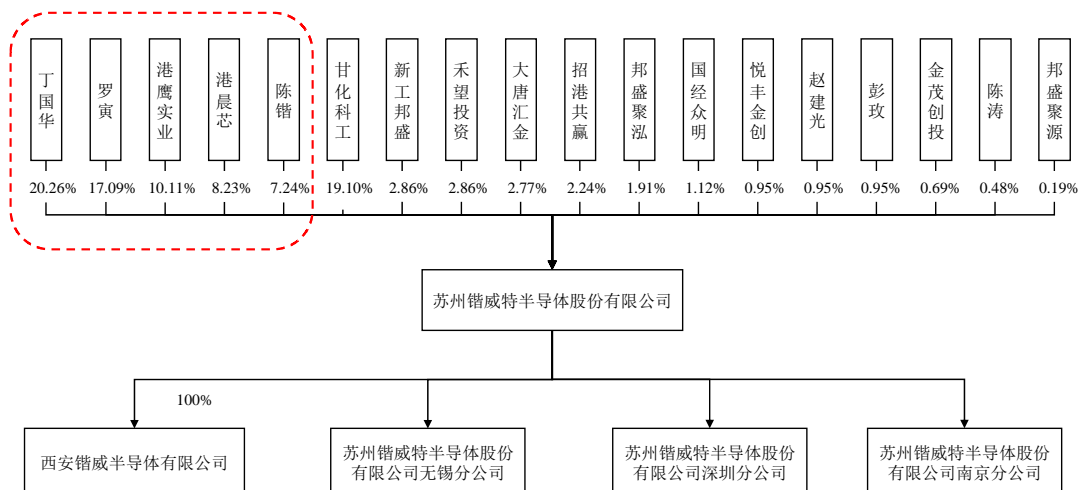 丁国华
罗寅
港鹰实业
港晨芯
陈锴
甘化科工
新工邦盛
禾望投资
大唐汇金
招港共赢
邦盛聚泓
国经众明
悦丰金创
赵建光
彭玫
金茂创投
陈涛
邦盛聚源
20.26%
17.09%
10.11%
8.23%
7.24%
19.10%
2.86%
2.86%
2.77%
2.24%
1.91%
1.12%
0.95%
0.95%
0.95%
0.69%
0.48%
0.19%
苏州锴威特半导体股份有限公司
100%
西安锴威半导体有限公司
苏州锴威特半导体股份
有限公司无锡分公司
苏州锴威特半导体股份
有限公司深圳分公司
苏州锴威特半导体股份
有限公司南京分公司